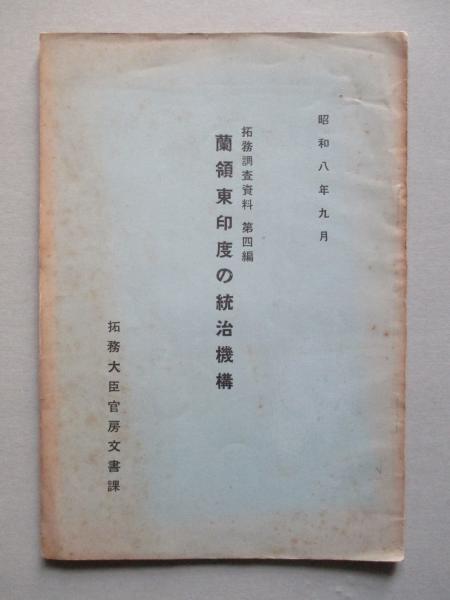 昭和八年九月
拓務調査資料 第四編
蘭領東印度の統治機構
拓務大臣官房文書課